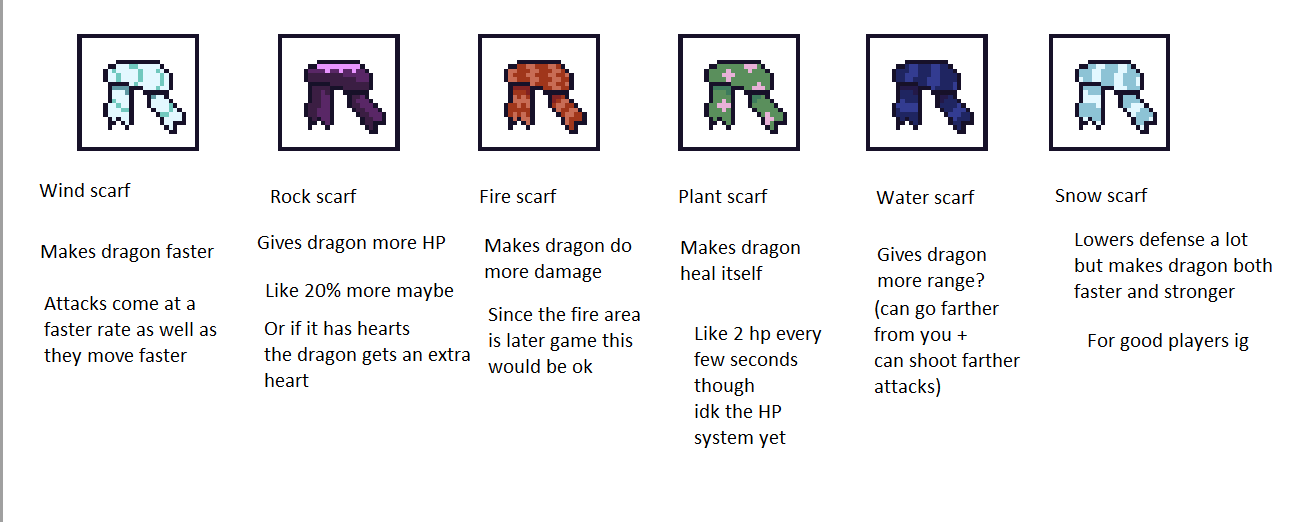 Wind scarf
Makes dragon faster
Attacks come at a
faster rate as well as
they move faster
Rock scarf
Gives dragon more HP
Like 20% more maybe
Or if it has hearts
the dragon gets an extra
heart
Fire scarf
Makes dragon do
more damage
Since the fire area
is later game this
would be ok
Plant scarf
Makes dragon
heal itself
Like 2 hp every
few seconds
though
idk the HP
system yet
Water scarf
Gives dragon
more range?
(can go farther
from you +
can shoot farther
attacks)
Snow scarf
Lowers defense a lot
but makes dragon both
faster and stronger
For good players ig